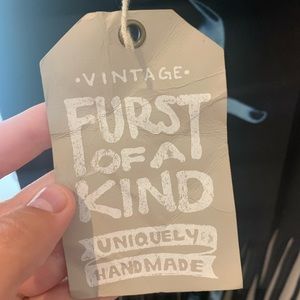 ·VINTAGE·
FURST
OF A
KIND
UNIQUELY
HANDMADE